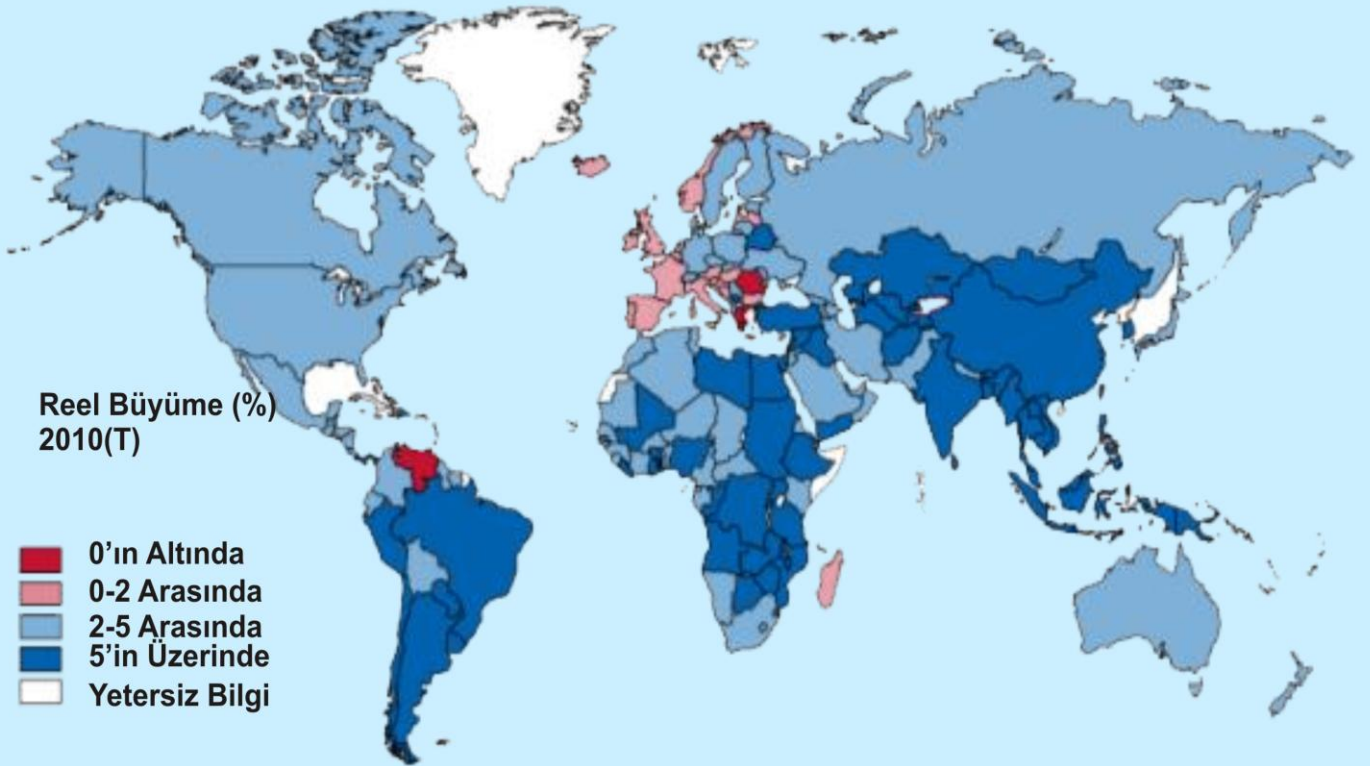 Reel Büyüme (%)
2010(T)
0’ın Altında
0-2 Arasında
2-5 Arasında
5’in Üzerinde
Yetersiz Bilgi